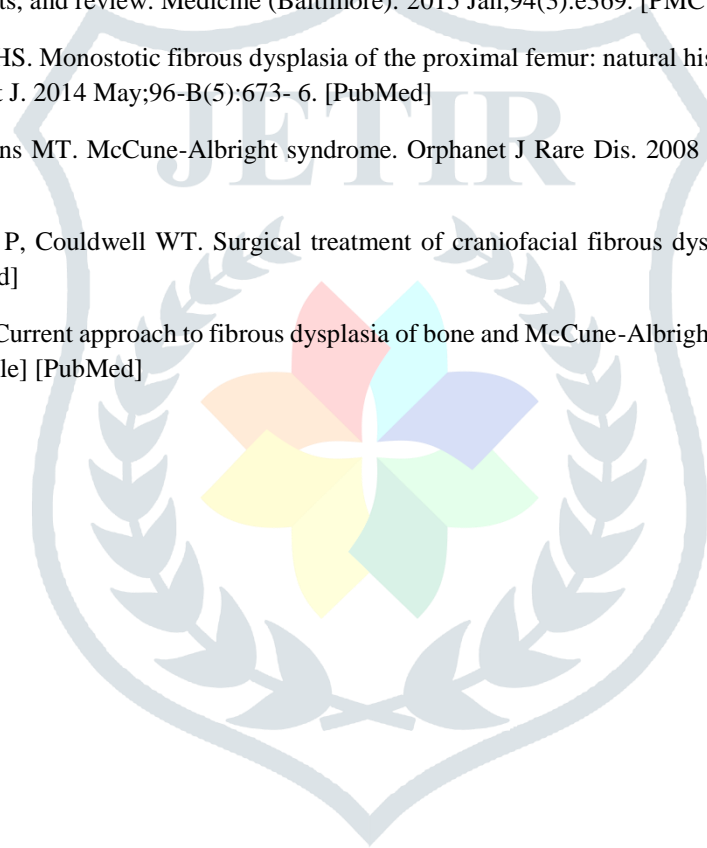 ts, and review. Medicine (Baltimore). 2015 Jan;94(3):e369. [PMC
HS. Monostotic fibrous dysplasia of the proximal femur: natural his
t J. 2014 May;96-B(5):673- 6. [PubMed]
ns MT. McCune-Albright syndrome. Orphanet J Rare Dis. 2008
P, Couldwell WT. Surgical treatment of craniofacial fibrous dys
d]
Current approach to fibrous dysplasia of bone and McCune-Albrigh
le] [PubMed]
JETIR